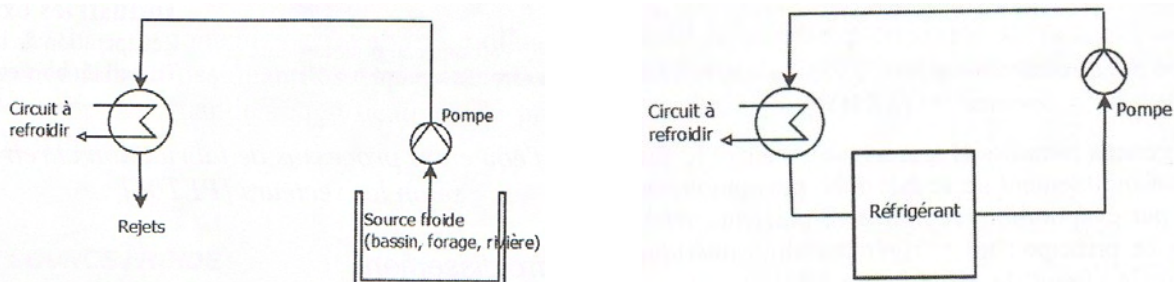 Circuit à
refroidir
Pompe
Rejets
Source froide
(bassin, forage, rivière)
Circuit à
refroidir
Pompe
Réfrigérant